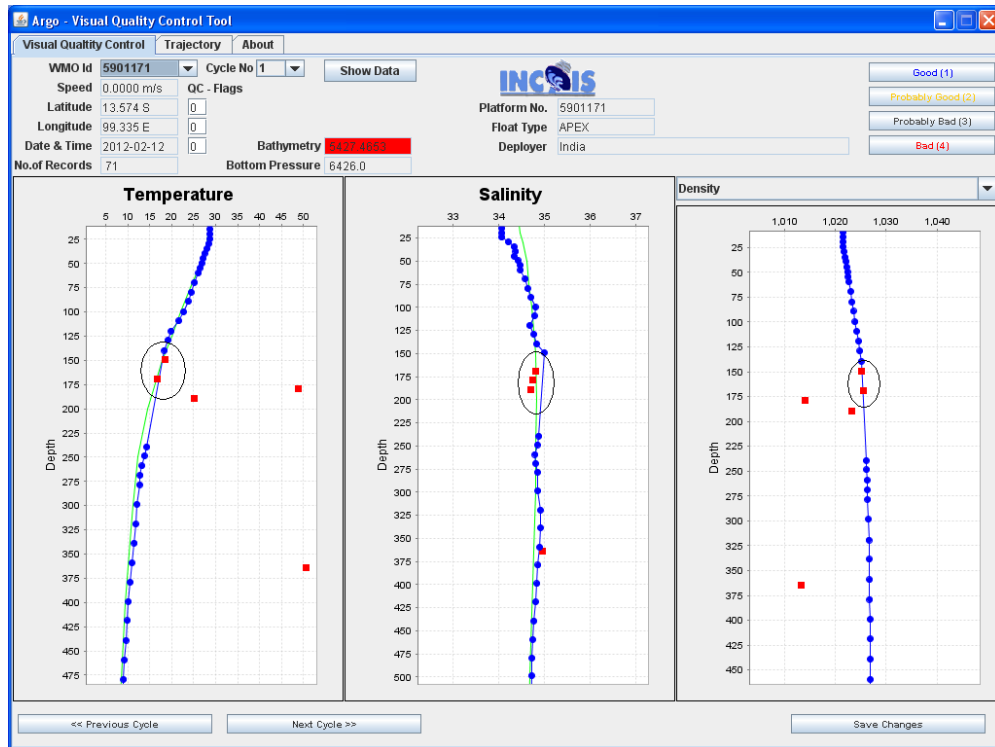 Argo - Visual Quality Control Tool
Visual Qualtity Control Trajectory About
WMO Id 5901171 Cycle No 1 Show Data
Speed 0.0000 m/s QC - Flags
Latitude 13.574 S 0
Longitude 99.335 E 0
Date & Time 2012-02-12 0 Bathymetry 6427.4653
No.of Records 71 Bottom Pressure 6426.0
INCOIS
Platform No. 5901171
Float Type APEX
Deployer India
Good (1)
Probably Good (2)
Probably Bad (3)
Bad (4)
Temperature
5 10 15 20 25 30 35 40 45 50
25
50
75
100
125
150
175
200
225
250
275
300
325
350
375
400
425
450
475
Depth
Salinity
33 34 35 36 37
25
50
75
100
125
150
175
200
225
250
275
300
325
350
375
400
425
450
475
500
Depth
Density
1,010 1,020 1,030 1,040
25
50
75
100
125
150
175
200
225
250
275
300
325
350
375
400
425
450
Depth
<< Previous Cycle Next Cycle >> Save Changes